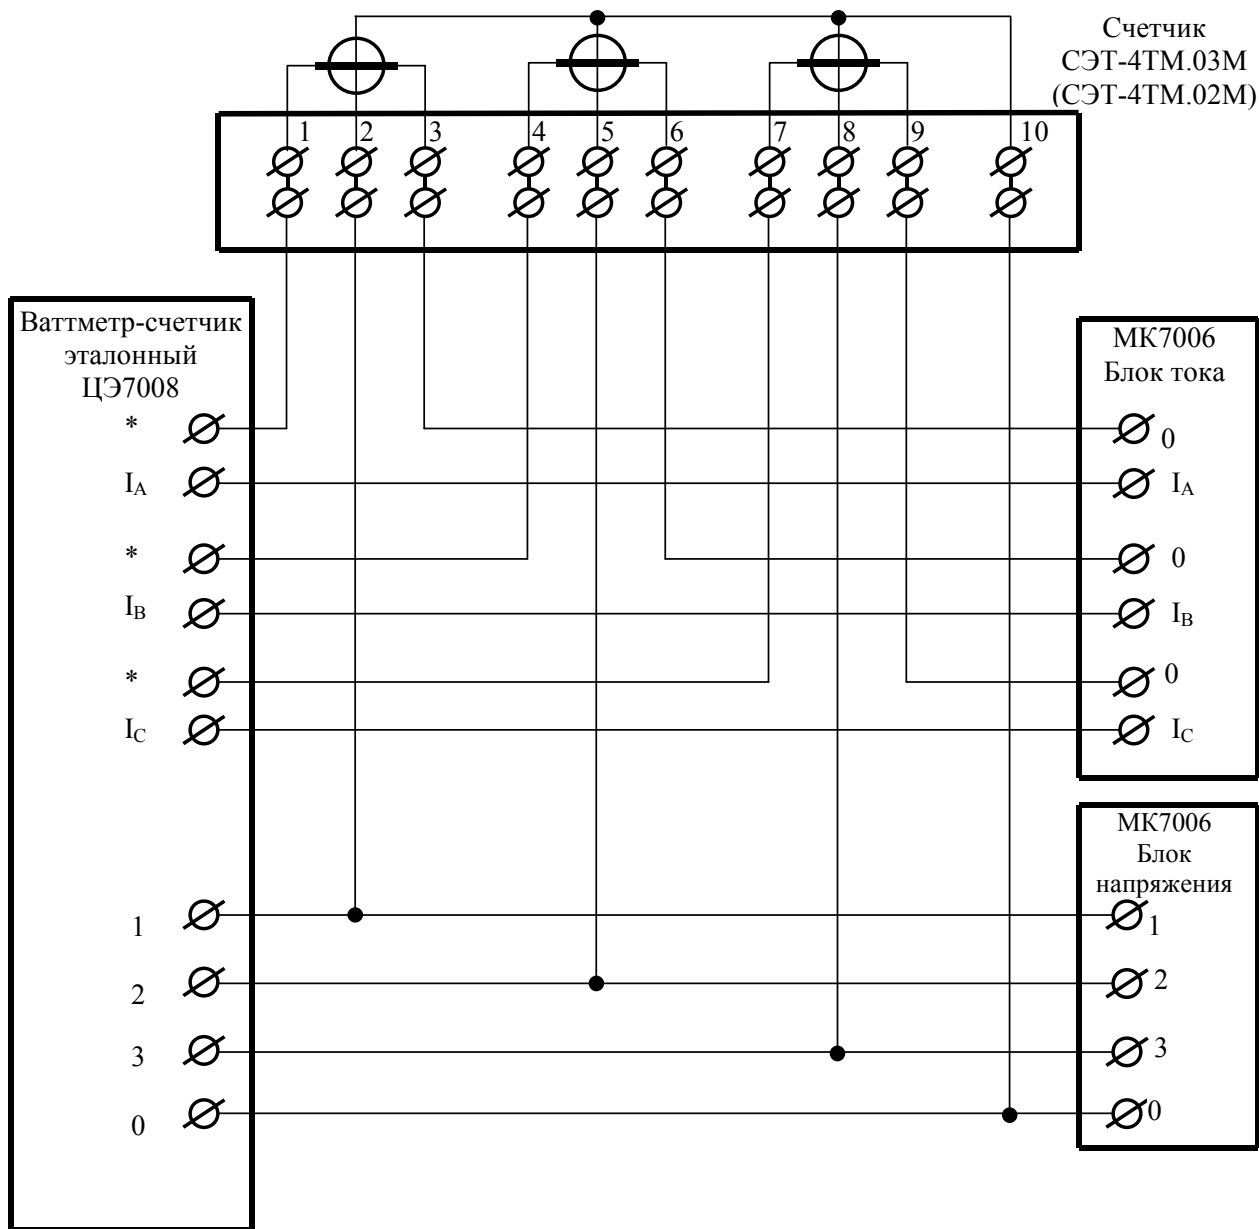 Счетчик
СЭТ-4ТМ.03М
(СЭТ-4ТМ.02М)
1 2 3 4 5 6 7 8 9 10
Ваттметр-счетчик
эталонный
ЦЭ7008
*
IA
*
IB
*
IC
1
2
3
0
МК7006
Блок тока
0
IA
0
IB
0
IC
МК7006
Блок
напряжения
1
2
3
0